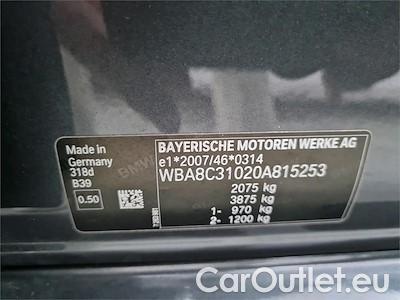 Made in
Germany
318d
B39
0.50
BAYERISCHE MOTOREN WERKE AG
e1*2007/46*0314
WBA8C31020A815253
2075 kg
3875 kg
1- 970 kg
2- 1200 kg
CarOutlet.eu